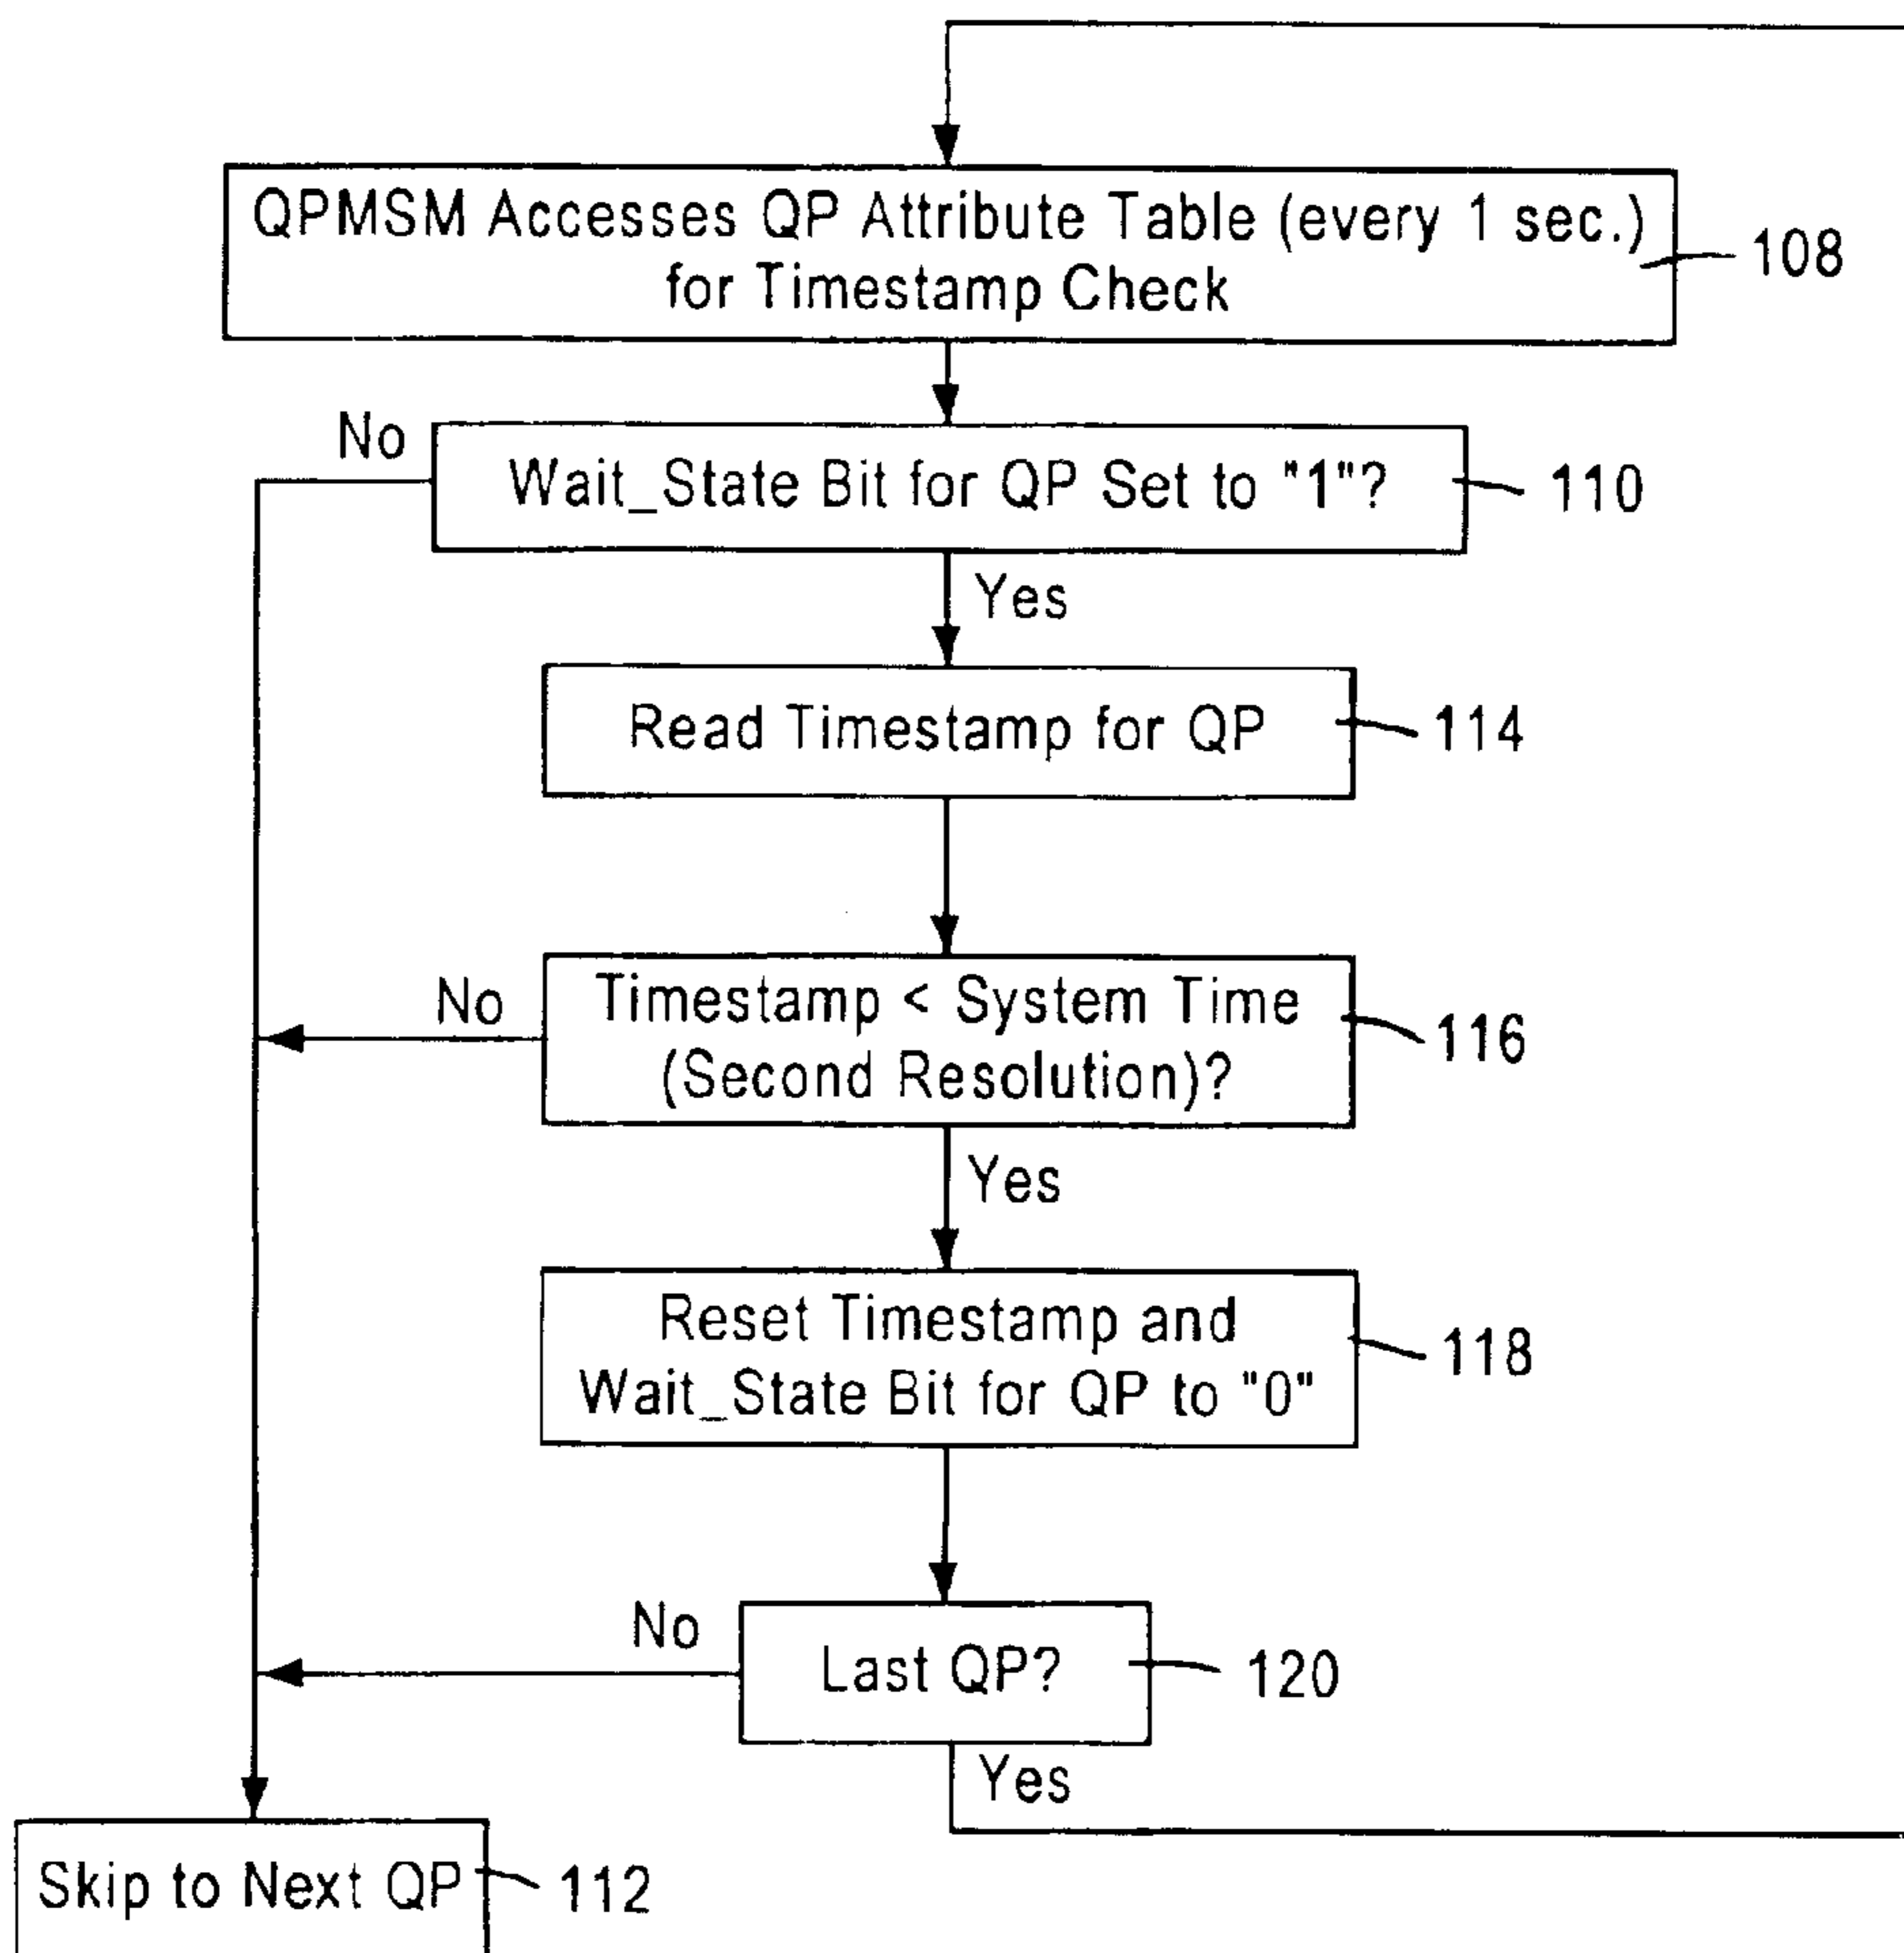 QPMSM Accesses QP Attribute Table (every 1 sec.)
for Timestamp Check
108
No
Wait_State Bit for QP Set to "1"?
110
Yes
Read Timestamp for QP
114
No
Timestamp < System Time
(Second Resolution)?
116
Yes
Reset Timestamp and
Wait_State Bit for QP to "0"
118
No
Last QP?
120
Yes
Skip to Next QP
112